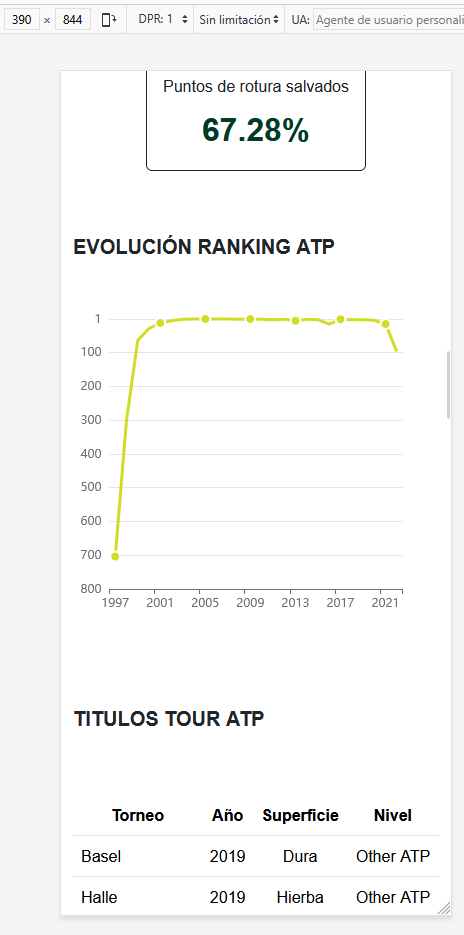 390 × 844 DPR: 1 Sin limitación UA: Agente de usuario personali
Puntos de rotura salvados
67.28%
EVOLUCIÓN RANKING ATP
1
100
200
300
400
500
600
700
800
1997 2001 2005 2009 2013 2017 2021
TITULOS TOUR ATP
Torneo Año Superficie Nivel
Basel 2019 Dura Other ATP
Halle 2019 Hierba Other ATP